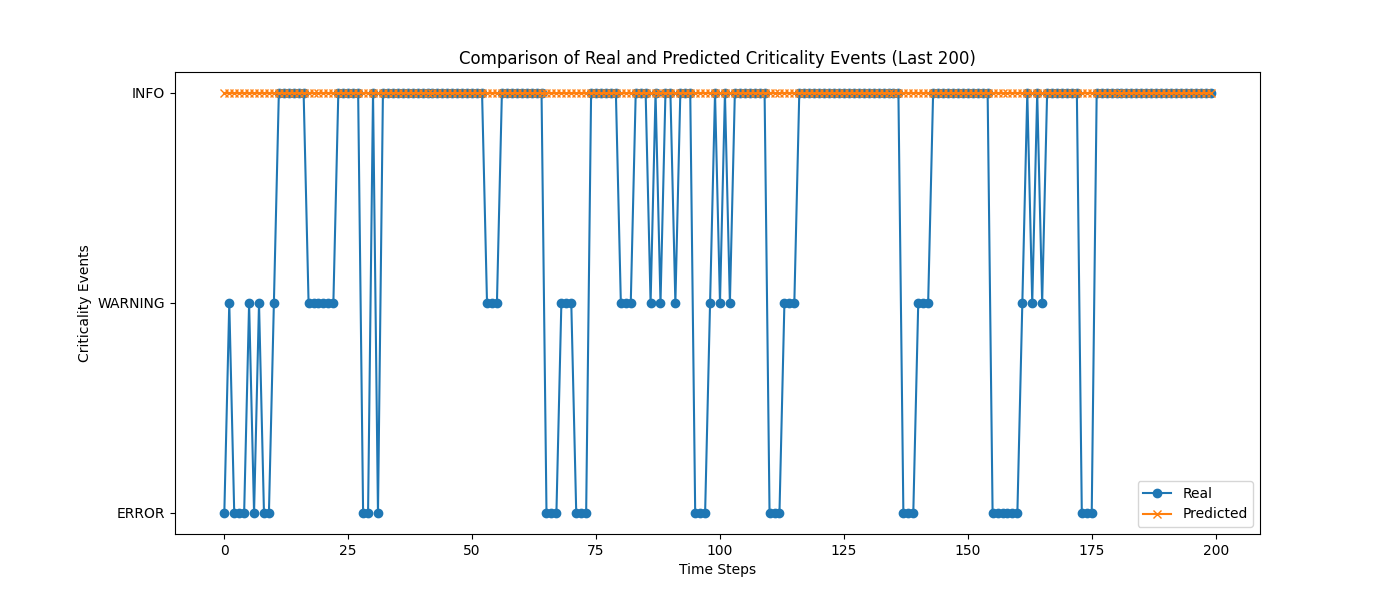 Comparison of Real and Predicted Criticality Events (Last 200)
INFO
WARNING
ERROR
Criticality Events
0 25 50 75 100 125 150 175 200
Time Steps
Real
Predicted